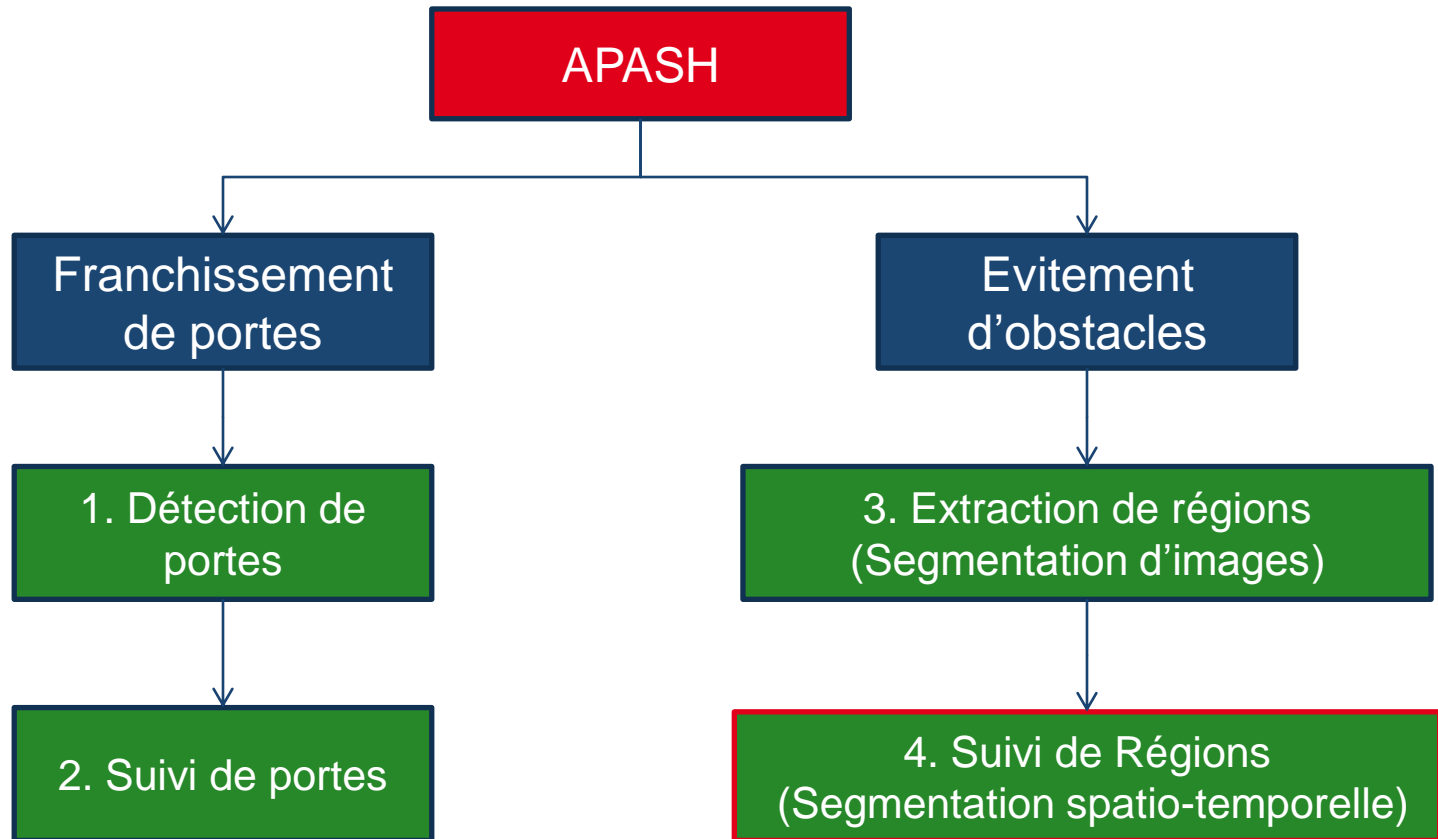 APASH
Franchissement
de portes
Evitement
d’obstacles
1. Détection de
portes
3. Extraction de régions
(Segmentation d’images)
2. Suivi de portes
4. Suivi de Régions
(Segmentation spatio-temporelle)